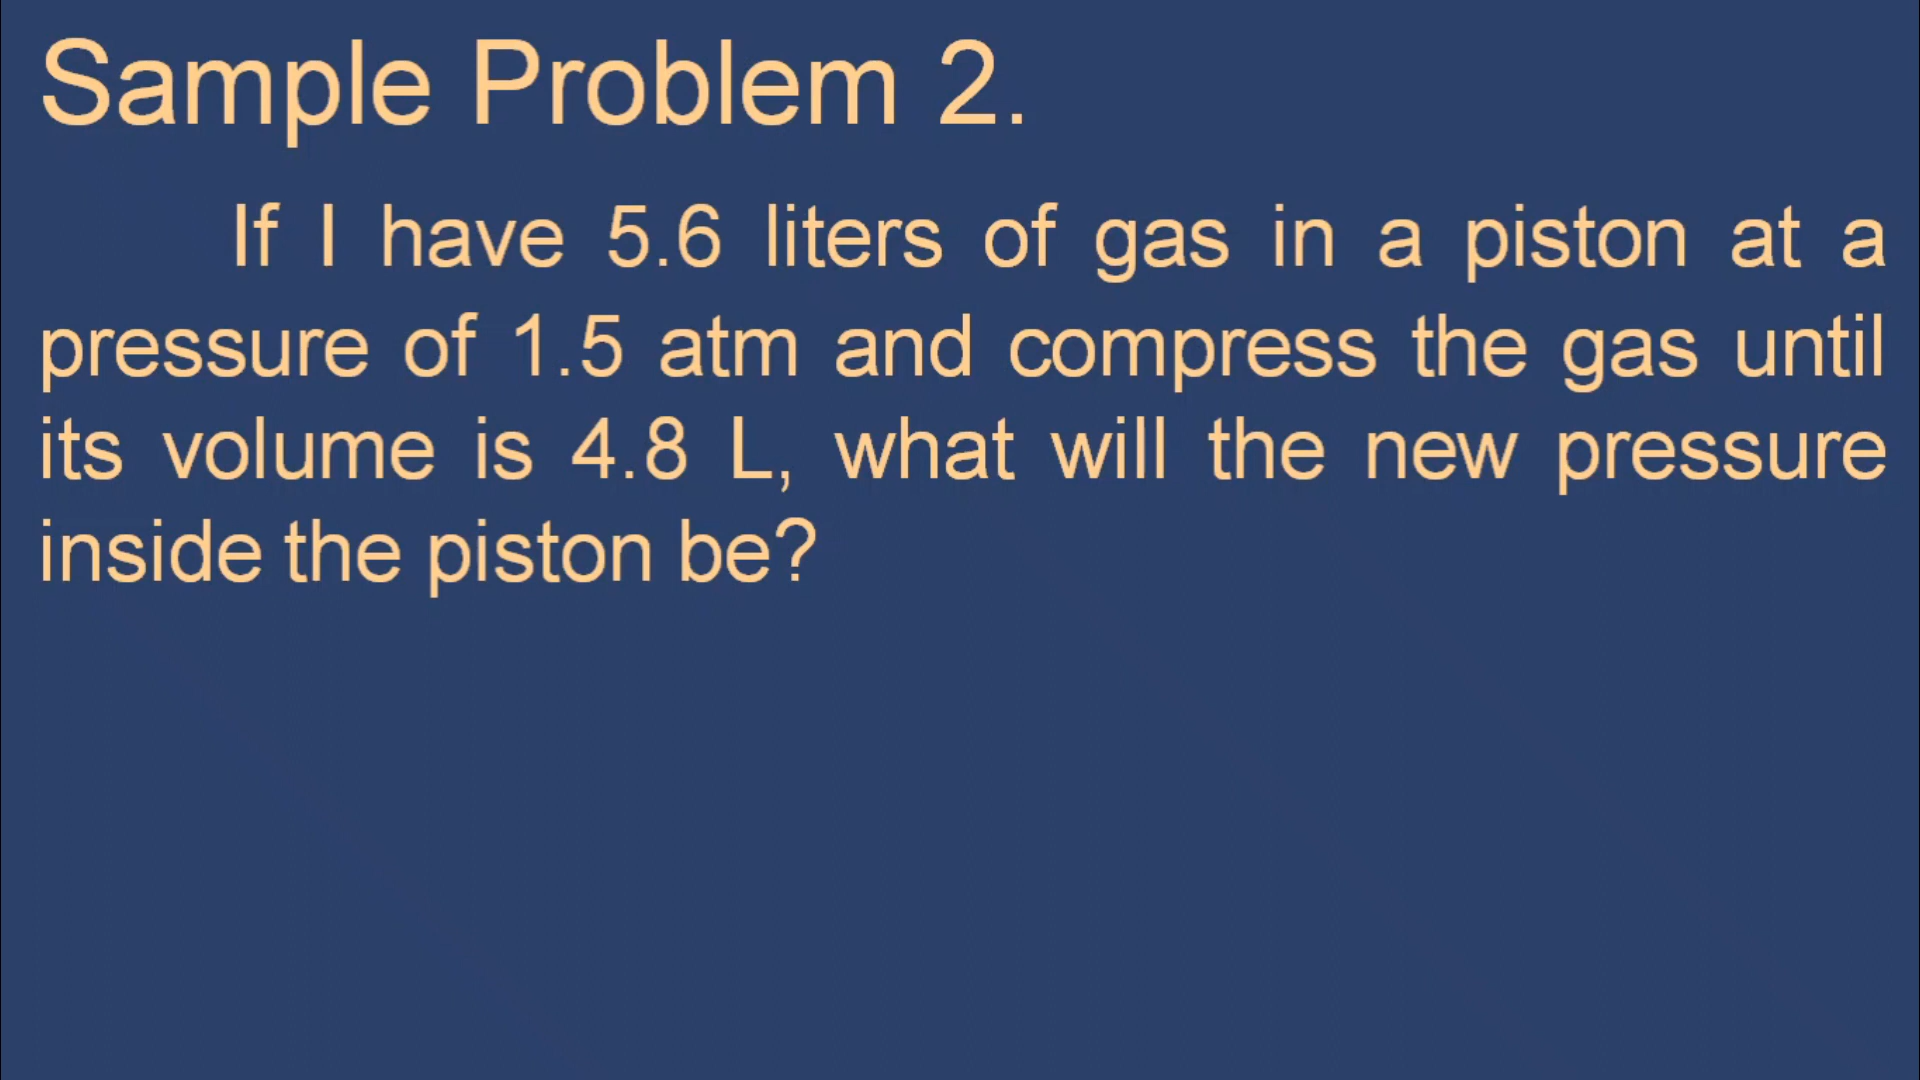 Sample Problem 2.
If I have 5.6 liters of gas in a piston at a
pressure of 1.5 atm and compress the gas until
its volume is 4.8 L, what will the new pressure
inside the piston be?